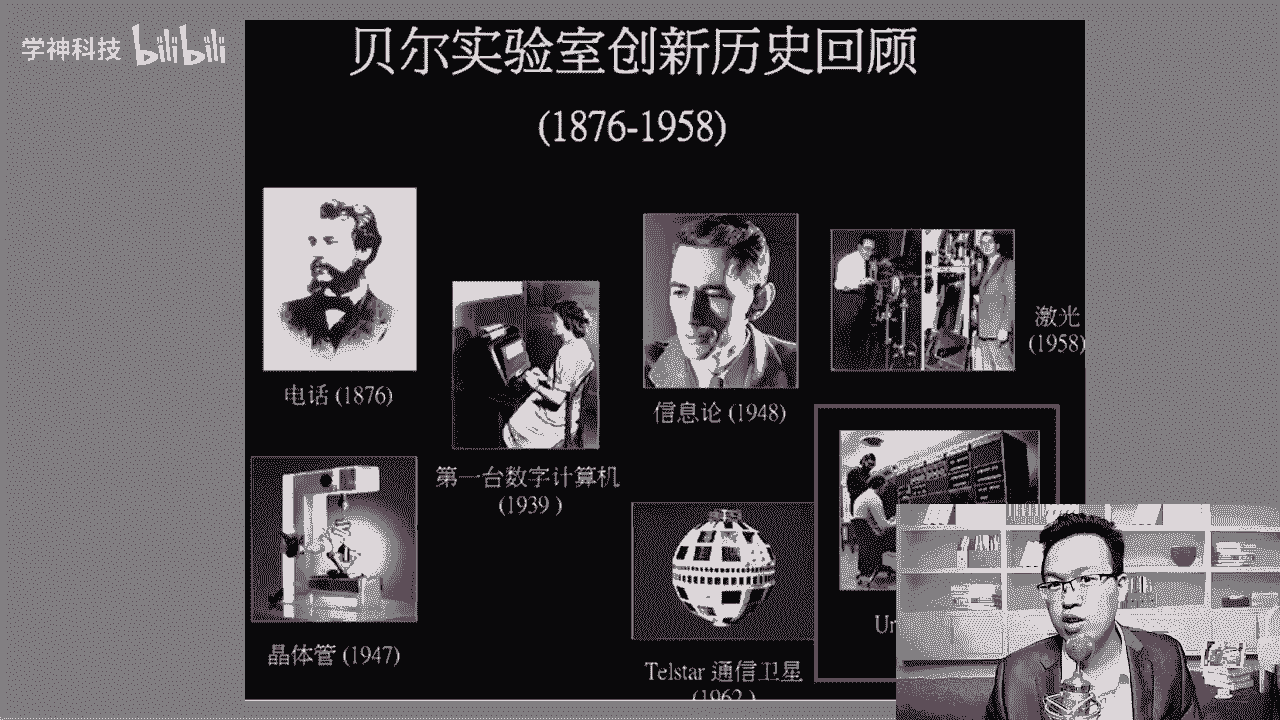 学神科技 bilibili
贝尔实验室创新历史回顾
(1876-1958)
电话 (1876)
第一台数字计算机
(1939 )
信息论 (1948)
激光
(1958)
晶体管 (1947)
Telstar 通信卫星
(1962 )